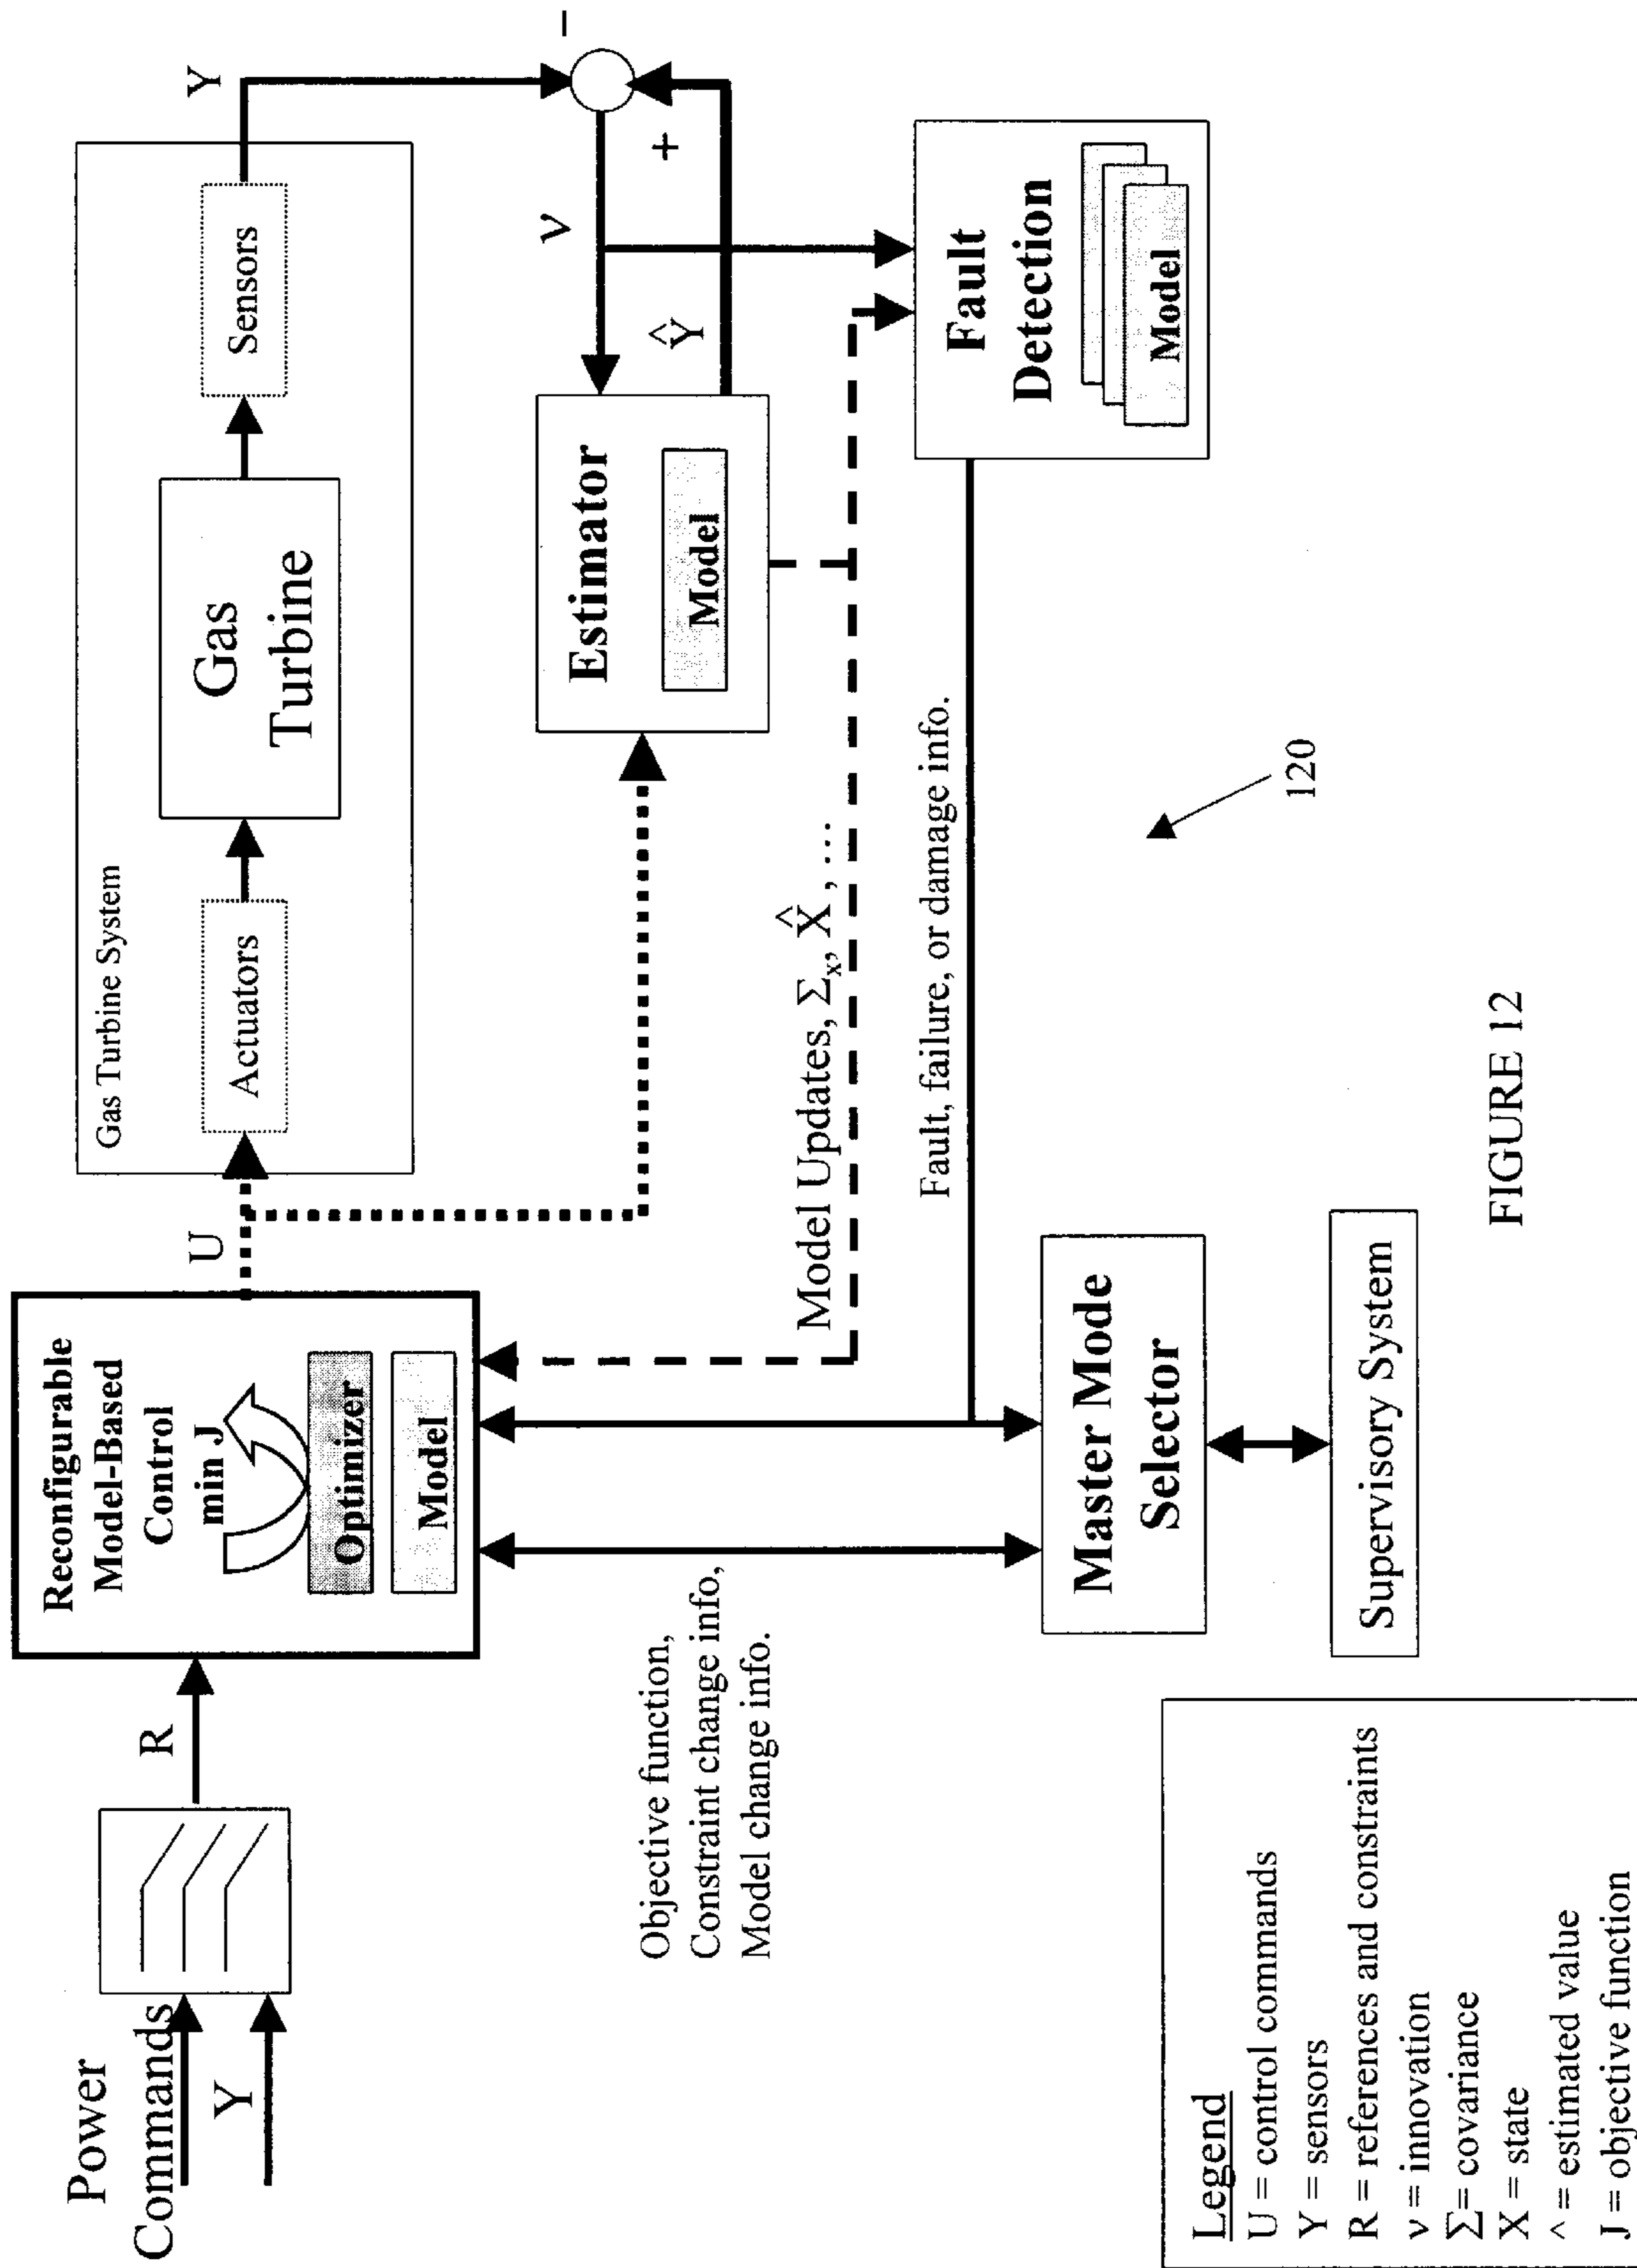 Power
Commands
Y
R
Reconfigurable
Model-Based
Control
min J
Optimizer
Model
U
Gas Turbine System
Actuators
Gas
Turbine
Sensors
Y
−
+
ν
Ŷ
Estimator
Model
Model Updates, Σx, X̂, …
Fault
Detection
Model
Fault, failure, or damage info.
Objective function,
Constraint change info,
Model change info.
Master Mode
Selector
Supervisory System
120
Legend
U = control commands
Y = sensors
R = references and constraints
ν = innovation
Σ = covariance
X = state
^ = estimated value
J = objective function
FIGURE 12